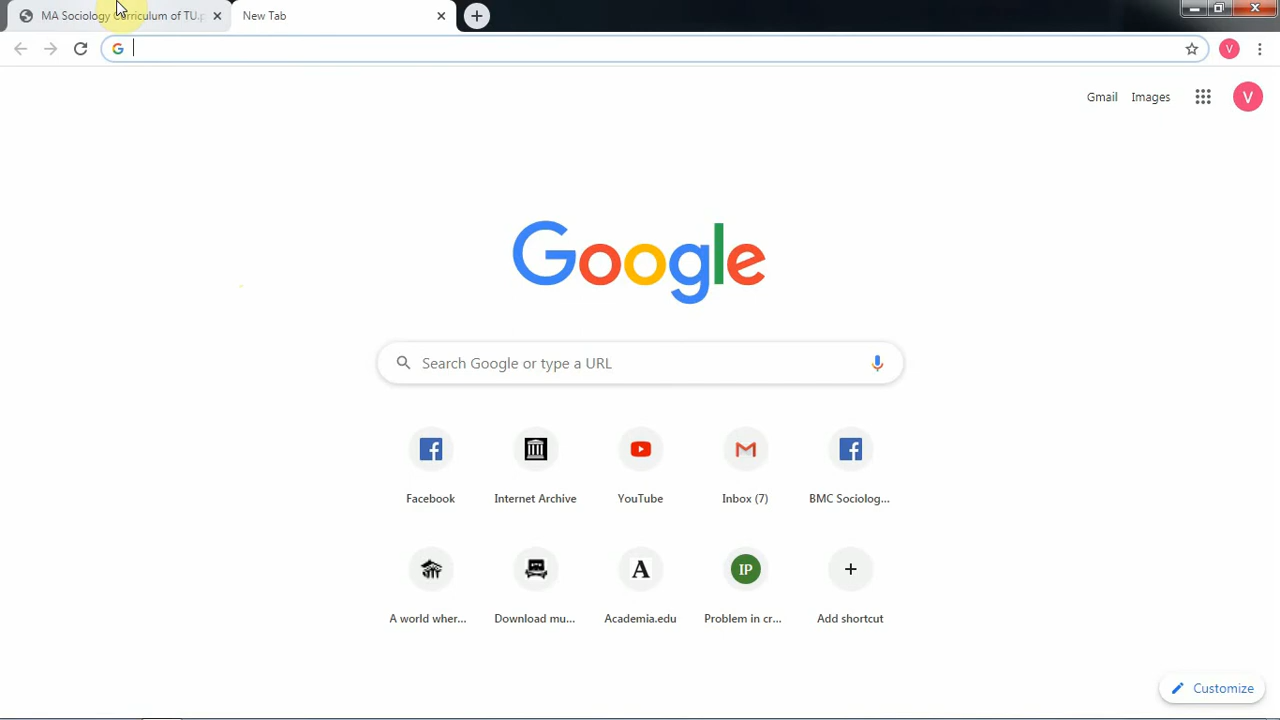 MA Sociology Curriculum of TU.p
New Tab
Gmail
Images
V
V
Google
Search Google or type a URL
Facebook
Internet Archive
YouTube
Inbox (7)
BMC Sociolog...
A
IP
A world wher...
Download mu...
Academia.edu
Problem in cr...
Add shortcut
Customize